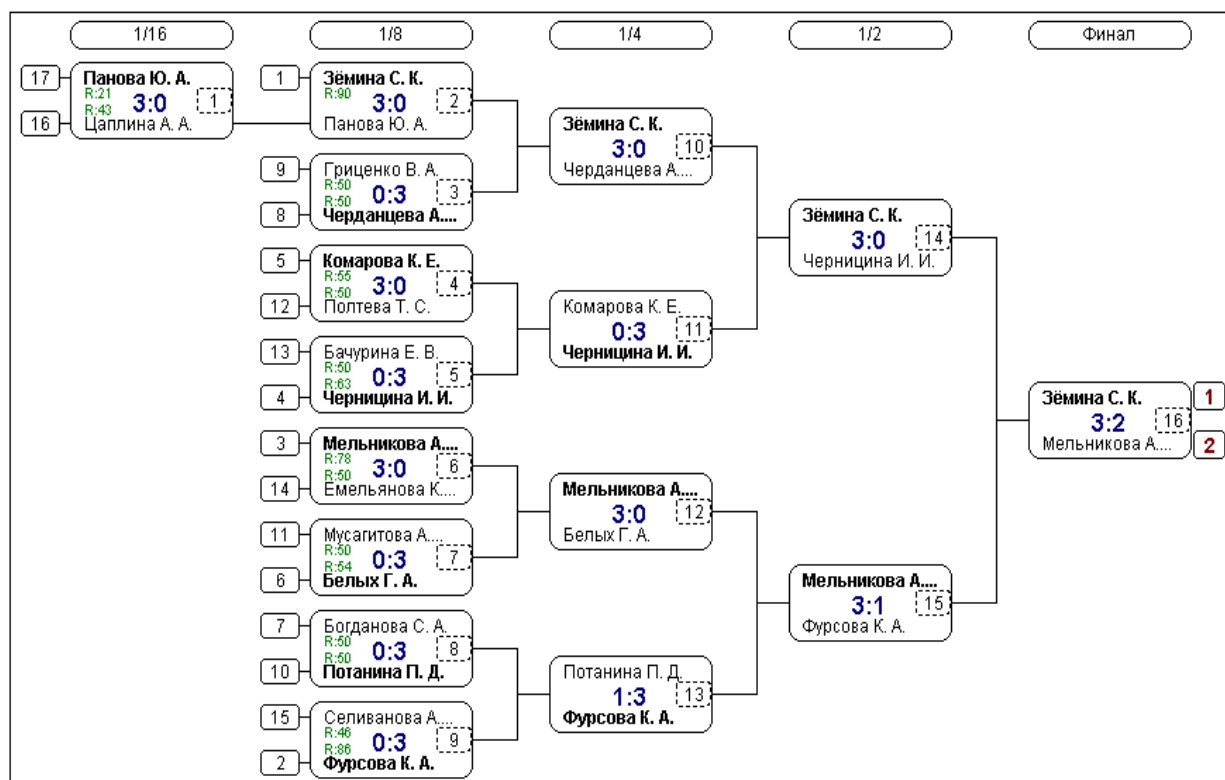 1/16
1/8
1/4
1/2
Финал
17
Панова Ю. А.
R:21
3:0
1
R:43
16
Цаплина А. А.
1
Зёмина С. К.
R:90
3:0
2
Панова Ю. А.
9
Гриценко В. А.
R:50
0:3
3
R:50
8
Черданцева А....
5
Комарова К. Е.
R:55
3:0
4
R:50
12
Полтева Т. С.
13
Бачурина Е. В.
R:50
0:3
5
R:63
4
Черницина И. И.
3
Мельникова А....
R:78
3:0
6
R:50
14
Емельянова К....
11
Мусагитова А....
R:50
0:3
7
R:54
6
Белых Г. А.
7
Богданова С. А.
R:50
0:3
8
R:50
10
Потанина П. Д.
15
Селиванова А....
R:46
0:3
9
R:86
2
Фурсова К. А.
Зёмина С. К.
3:0
10
Черданцева А....
Комарова К. Е.
0:3
11
Черницина И. И.
Мельникова А....
3:0
12
Белых Г. А.
Потанина П. Д.
1:3
13
Фурсова К. А.
Зёмина С. К.
3:0
14
Черницина И. И.
Мельникова А....
3:1
15
Фурсова К. А.
Зёмина С. К.
1
3:2
16
Мельникова А....
2